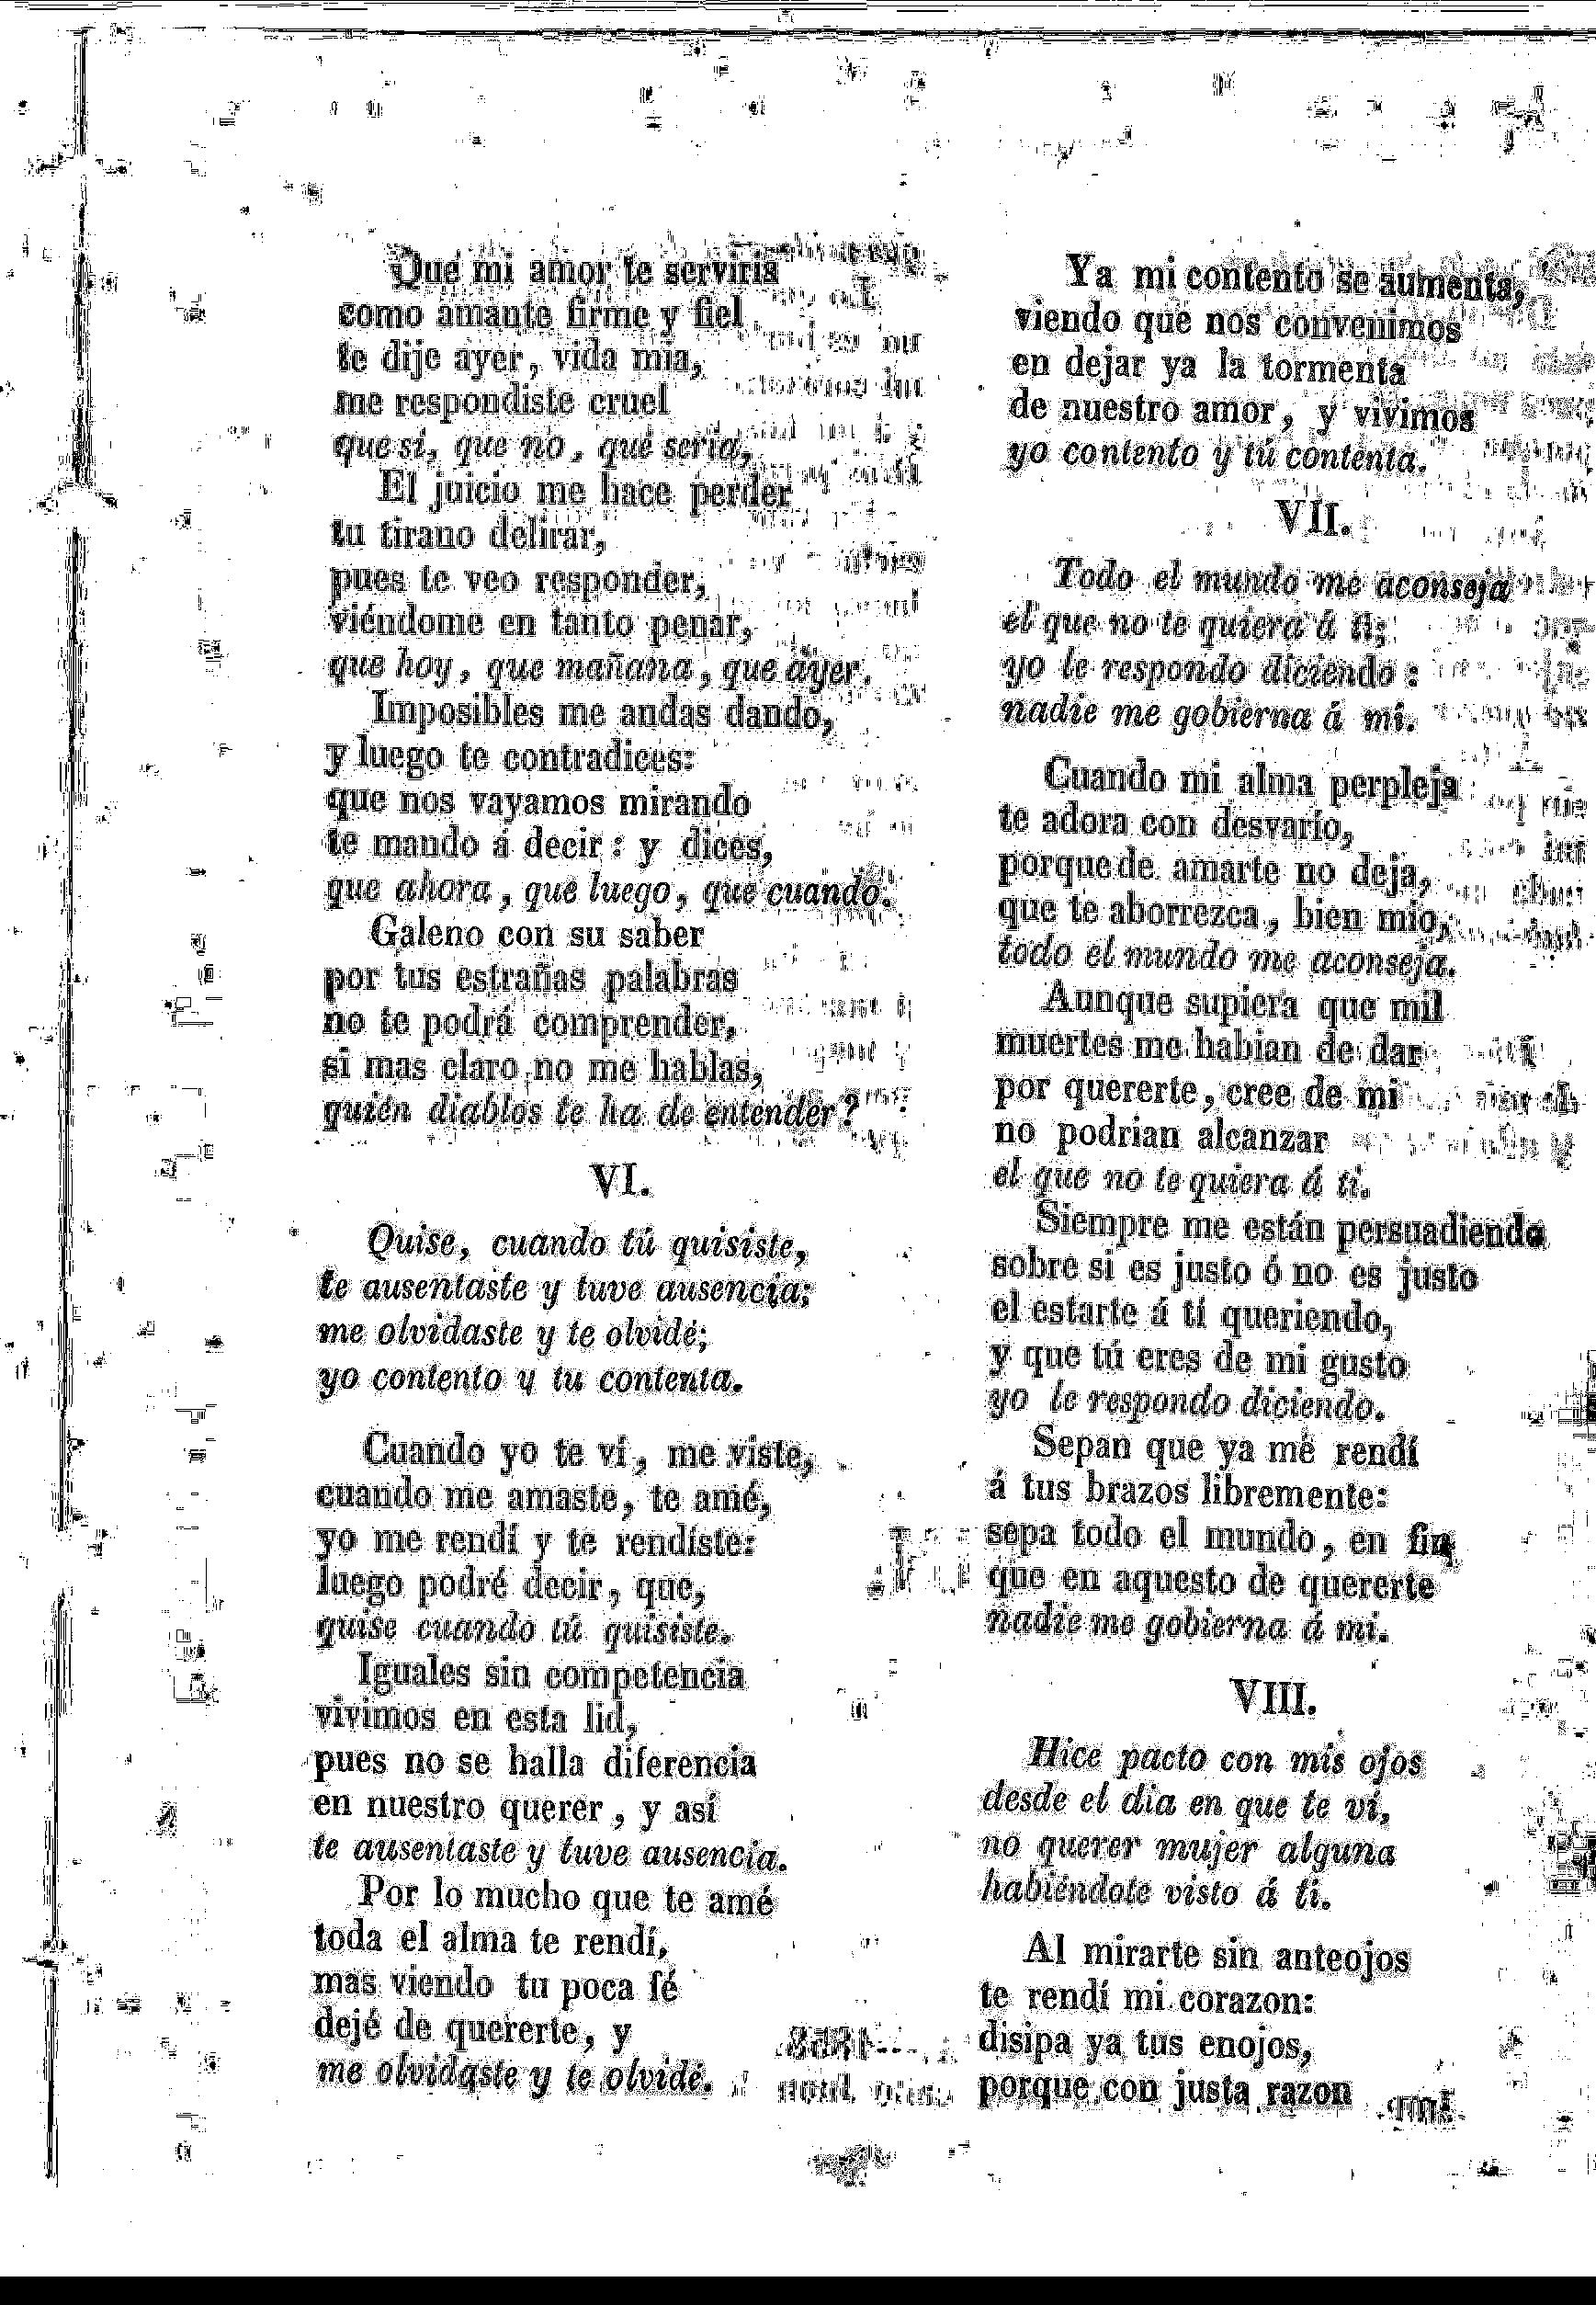 Que mi amor te serviria
como amante firme y fiel
te dije ayer, vida mia,
me respondiste cruel
que sí, que no, qué seria,
El juicio me hace perder
tu tirano delirar,
pues te veo responder,
viéndome en tanto penar,
que hoy, que mañana, que ayer.
Imposibles me andas dando,
y luego te contradices:
que nos vayamos mirando
te mando á decir: y dices,
que ahora, que luego, que cuando.
Galeno con su saber
por tus estrañas palabras
no te podrá comprender,
si mas claro no me hablas,
quién diablos te ha de entender?
VI.
Quise, cuando tú quisiste,
te ausentaste y tuve ausencia;
me olvidaste y te olvidé;
yo contento y tu contenta.
Cuando yo te ví, me viste,
cuando me amaste, te amé,
yo me rendí y te rendiste:
luego podré decir, que,
quise cuando tú quisiste.
Iguales sin competencia
vivimos en esta lid,
pues no se halla diferencia
en nuestro querer, y así
te ausentaste y tuve ausencia.
Por lo mucho que te amé
toda el alma te rendí,
mas viendo tu poca fé
dejé de quererte, y
me olvidaste y te olvidé.
Ya mi contento se aumenta,
viendo que nos convenimos
en dejar ya la tormenta
de nuestro amor, y vivimos
yo contento y tú contenta.
VII.
Todo el mundo me aconseja
el que no te quiera á ti;
yo le respondo diciendo:
nadie me gobierna á mí.
Cuando mi alma perpleja
te adora con desvario,
porque de amarte no deja,
que te aborrezca, bien mio,
todo el mundo me aconseja.
Aunque supiera que mil
muertes me habian de dar
por quererte, cree de mi
no podrian alcanzar
el que no te quiera á ti.
Siempre me están persuadiendo
sobre si es justo ó no es justo
el estarte á tí queriendo,
y que tú eres de mi gusto
yo le respondo diciendo.
Sepan que ya me rendí
á tus brazos libremente:
sepa todo el mundo, en fin
que en aquesto de quererte
nadie me gobierna á mi.
VIII.
Hice pacto con mis ojos
desde el dia en que te ví,
no querer mujer alguna
habiéndote visto á ti.
Al mirarte sin anteojos
te rendí mi corazon:
disipa ya tus enojos,
porque con justa razon